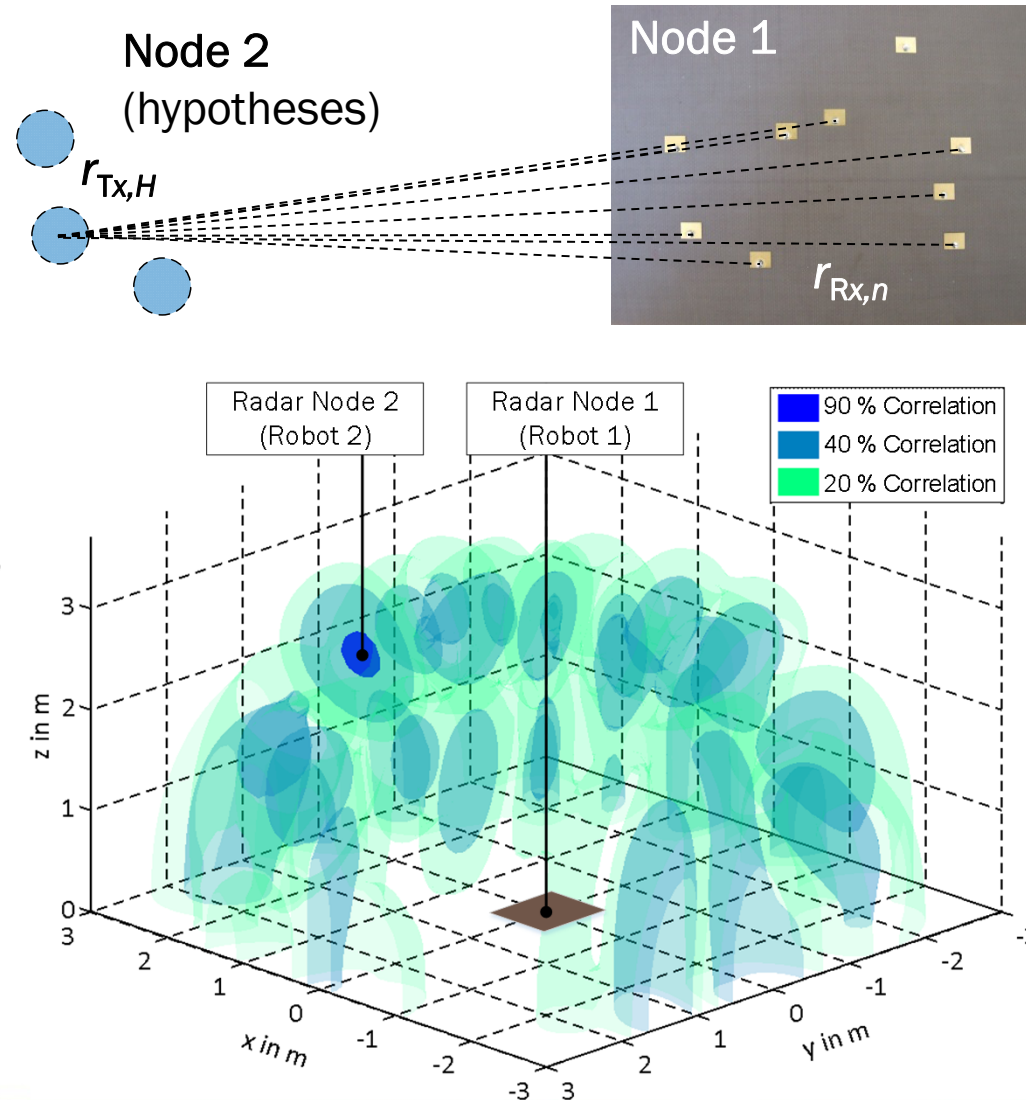 Node 2
(hypotheses)
Node 1
rTx,H
rRx,n
Radar Node 2
(Robot 2)
Radar Node 1
(Robot 1)
90 % Correlation
40 % Correlation
20 % Correlation
z in m
3
2
1
0
3
2
1
0
-1
-2
-3
x in m
3
2
1
0
-1
-2
y in m